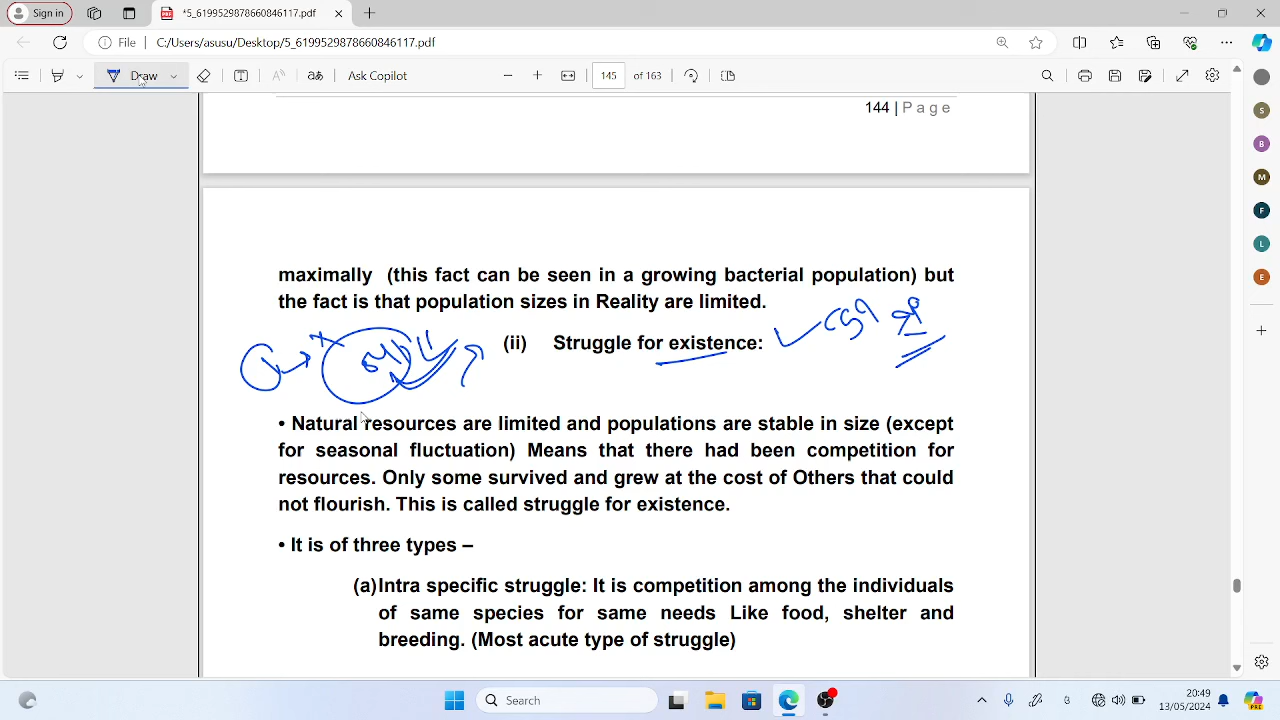 Sign in
*5_6199529878660846117.pdf
File
C:/Users/asusu/Desktop/5_6199529878660846117.pdf
Draw
Ask Copilot
145 of 163
144 | Page
maximally (this fact can be seen in a growing bacterial population) but
the fact is that population sizes in Reality are limited.
(ii) Struggle for existence:
• Natural resources are limited and populations are stable in size (except
for seasonal fluctuation) Means that there had been competition for
resources. Only some survived and grew at the cost of Others that could
not flourish. This is called struggle for existence.
• It is of three types –
(a)Intra specific struggle: It is competition among the individuals
of same species for same needs Like food, shelter and
breeding. (Most acute type of struggle)
S
B
M
F
L
E
Search
20:49
13/05/2024